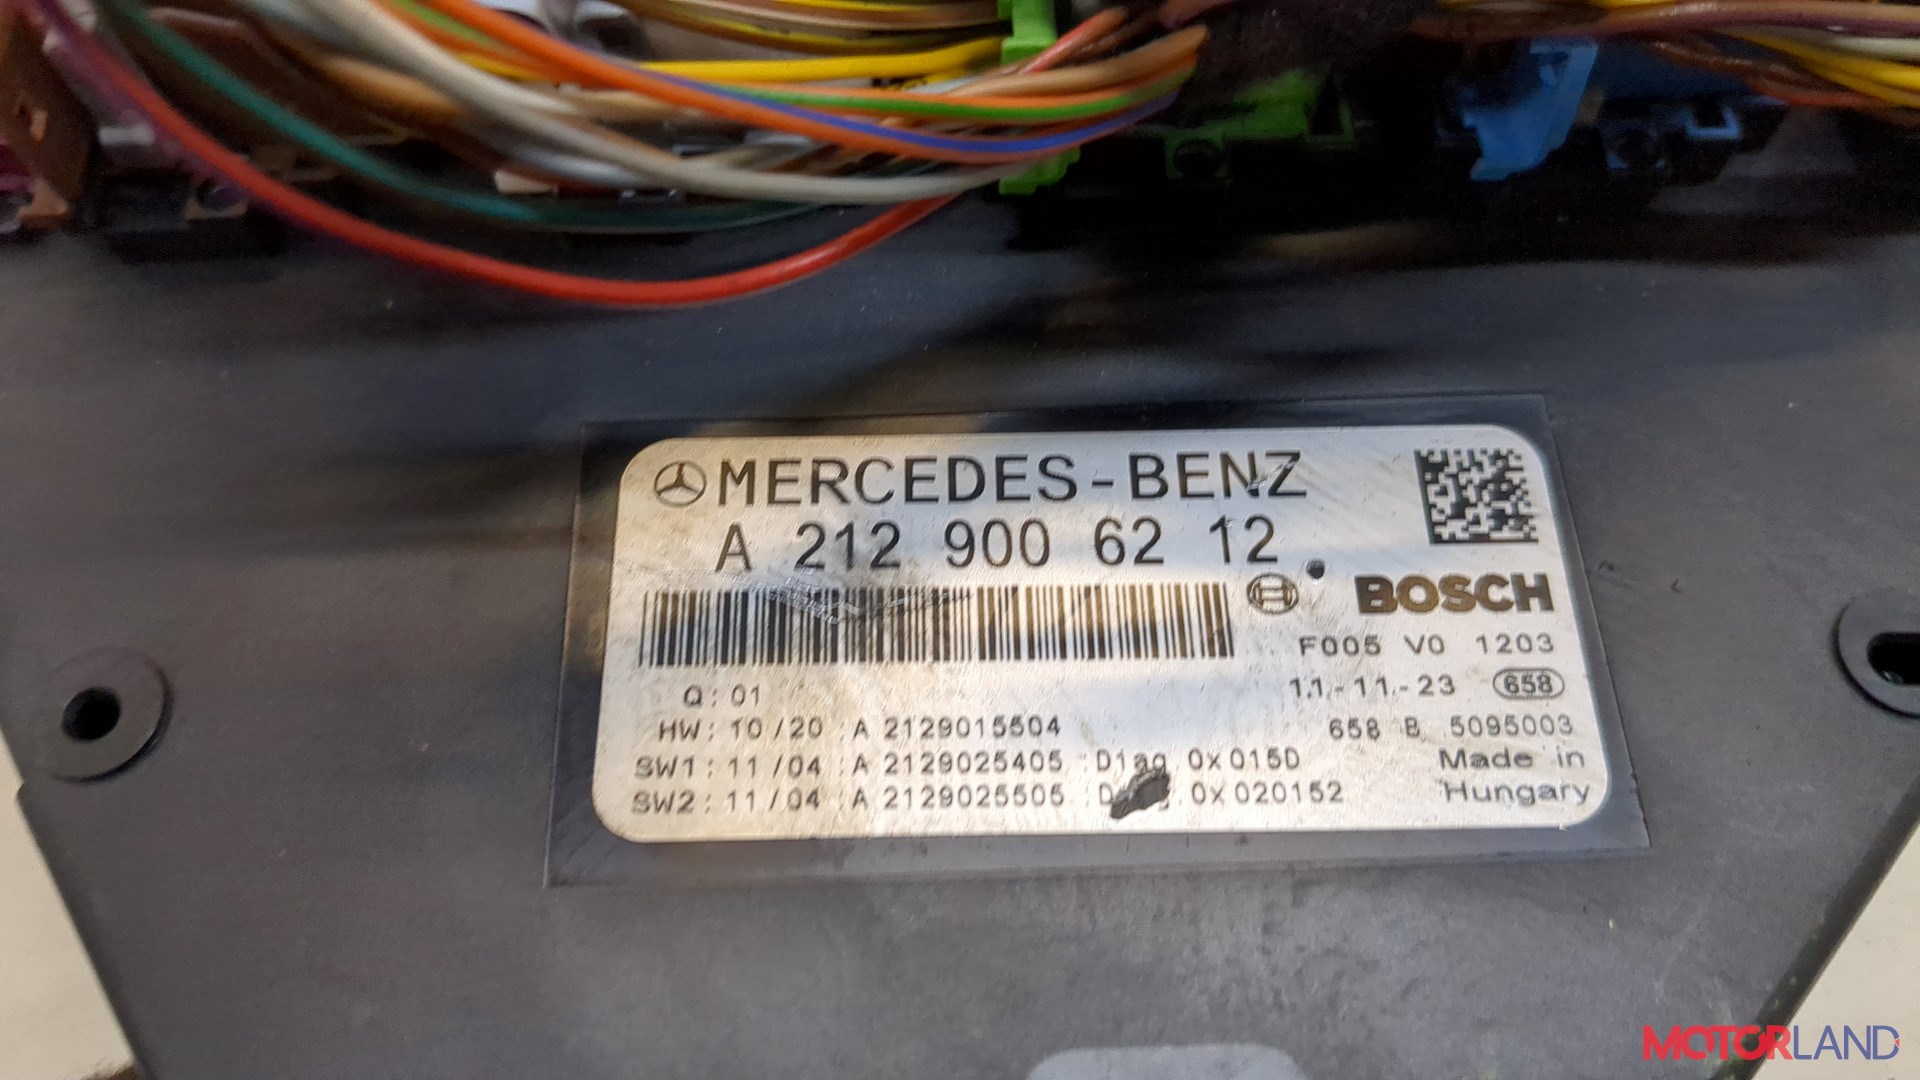 MERCEDES-BENZ
A 212 900 62 12
BOSCH
F005 V0 1203
Q: 01
11-11-23 658
HW: 10/20 A 2129015504
658 B 5095003
SW1: 11/04 A 2129025405 Diag 0x015D
Made in
SW2: 11/04 A 2129025505 0x020152
Hungary
MOTORLAND